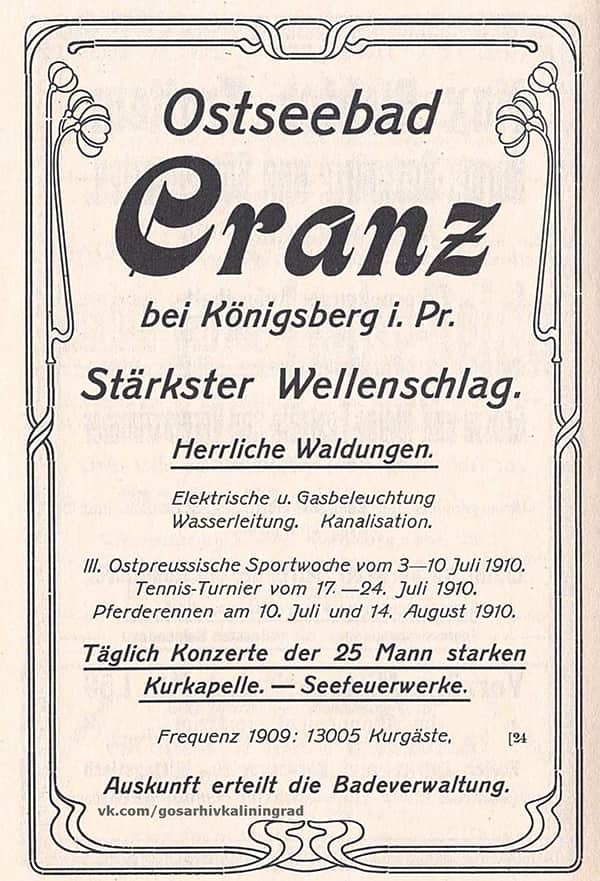 Ostseebad
Cranz
bei Königsberg i. Pr.
Stärkster Wellenschlag.
Herrliche Waldungen.
Elektrische u. Gasbeleuchtung
Wasserleitung. Kanalisation.
III. Ostpreussische Sportwoche vom 3—10 Juli 1910.
Tennis-Turnier vom 17.—24. Juli 1910.
Pferderennen am 10. Juli und 14. August 1910.
Täglich Konzerte der 25 Mann starken
Kurkapelle. — Seefeuerwerke.
Frequenz 1909: 13005 Kurgäste. [24
Auskunft erteilt die Badeverwaltung.
vk.com/gosarhivkaliningrad